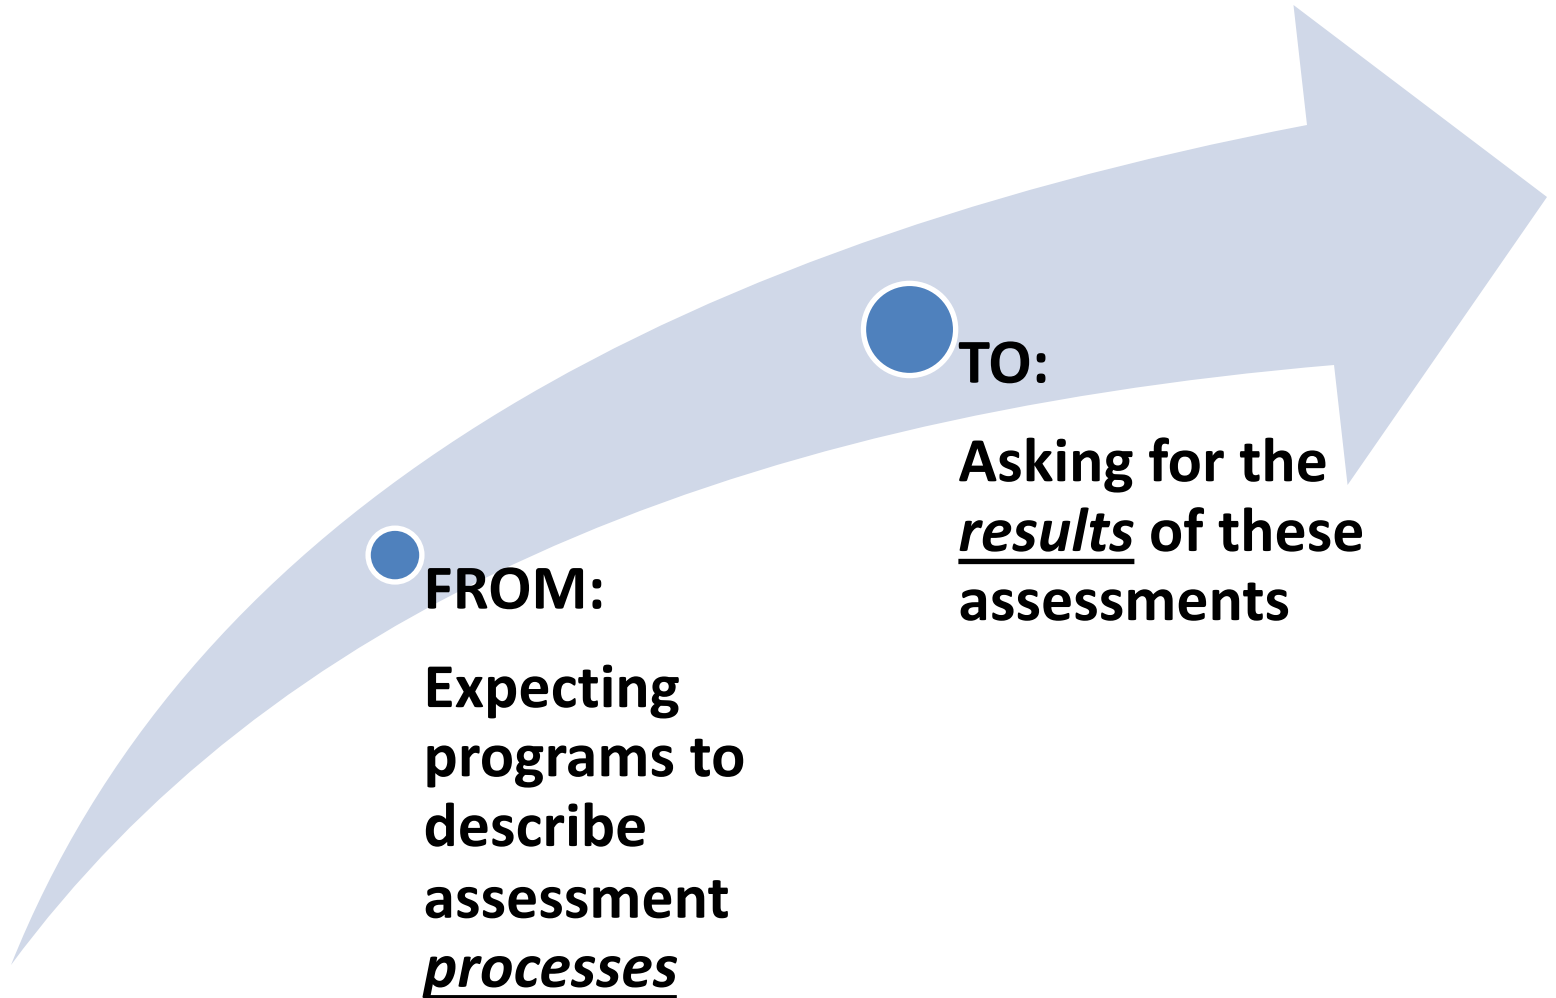 FROM:
Expecting
programs to
describe
assessment
processes
TO:
Asking for the
results of these
assessments